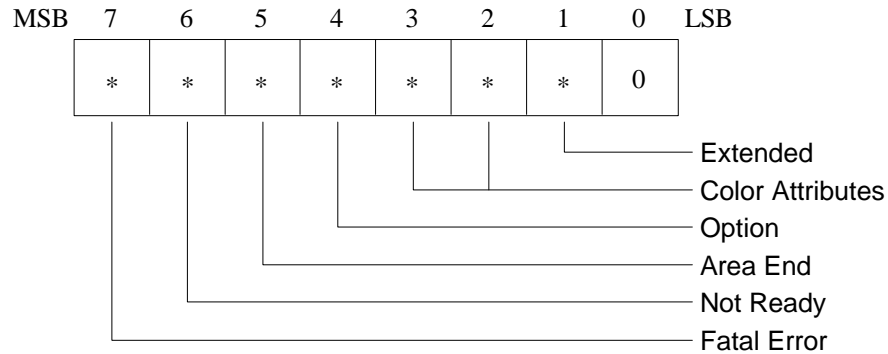 MSB 7 6 5 4 3 2 1 0 LSB
* * * * * * * 0
Extended
Color Attributes
Option
Area End
Not Ready
Fatal Error